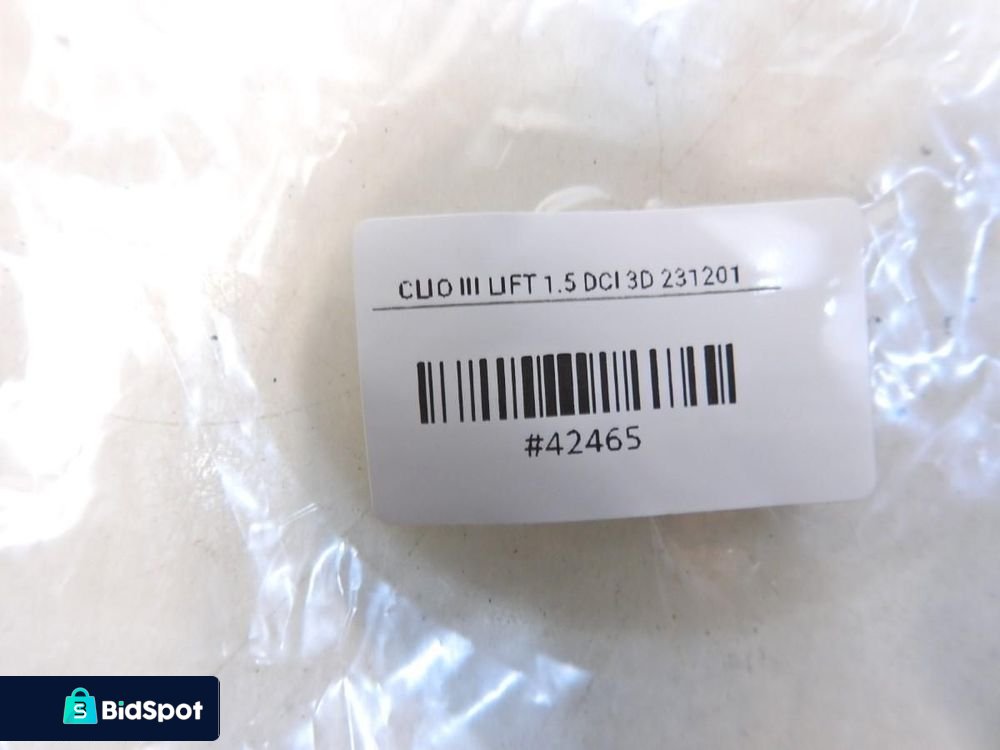 CLIO III LIFT 1.5 DCI 3D 231201
#42465
BidSpot